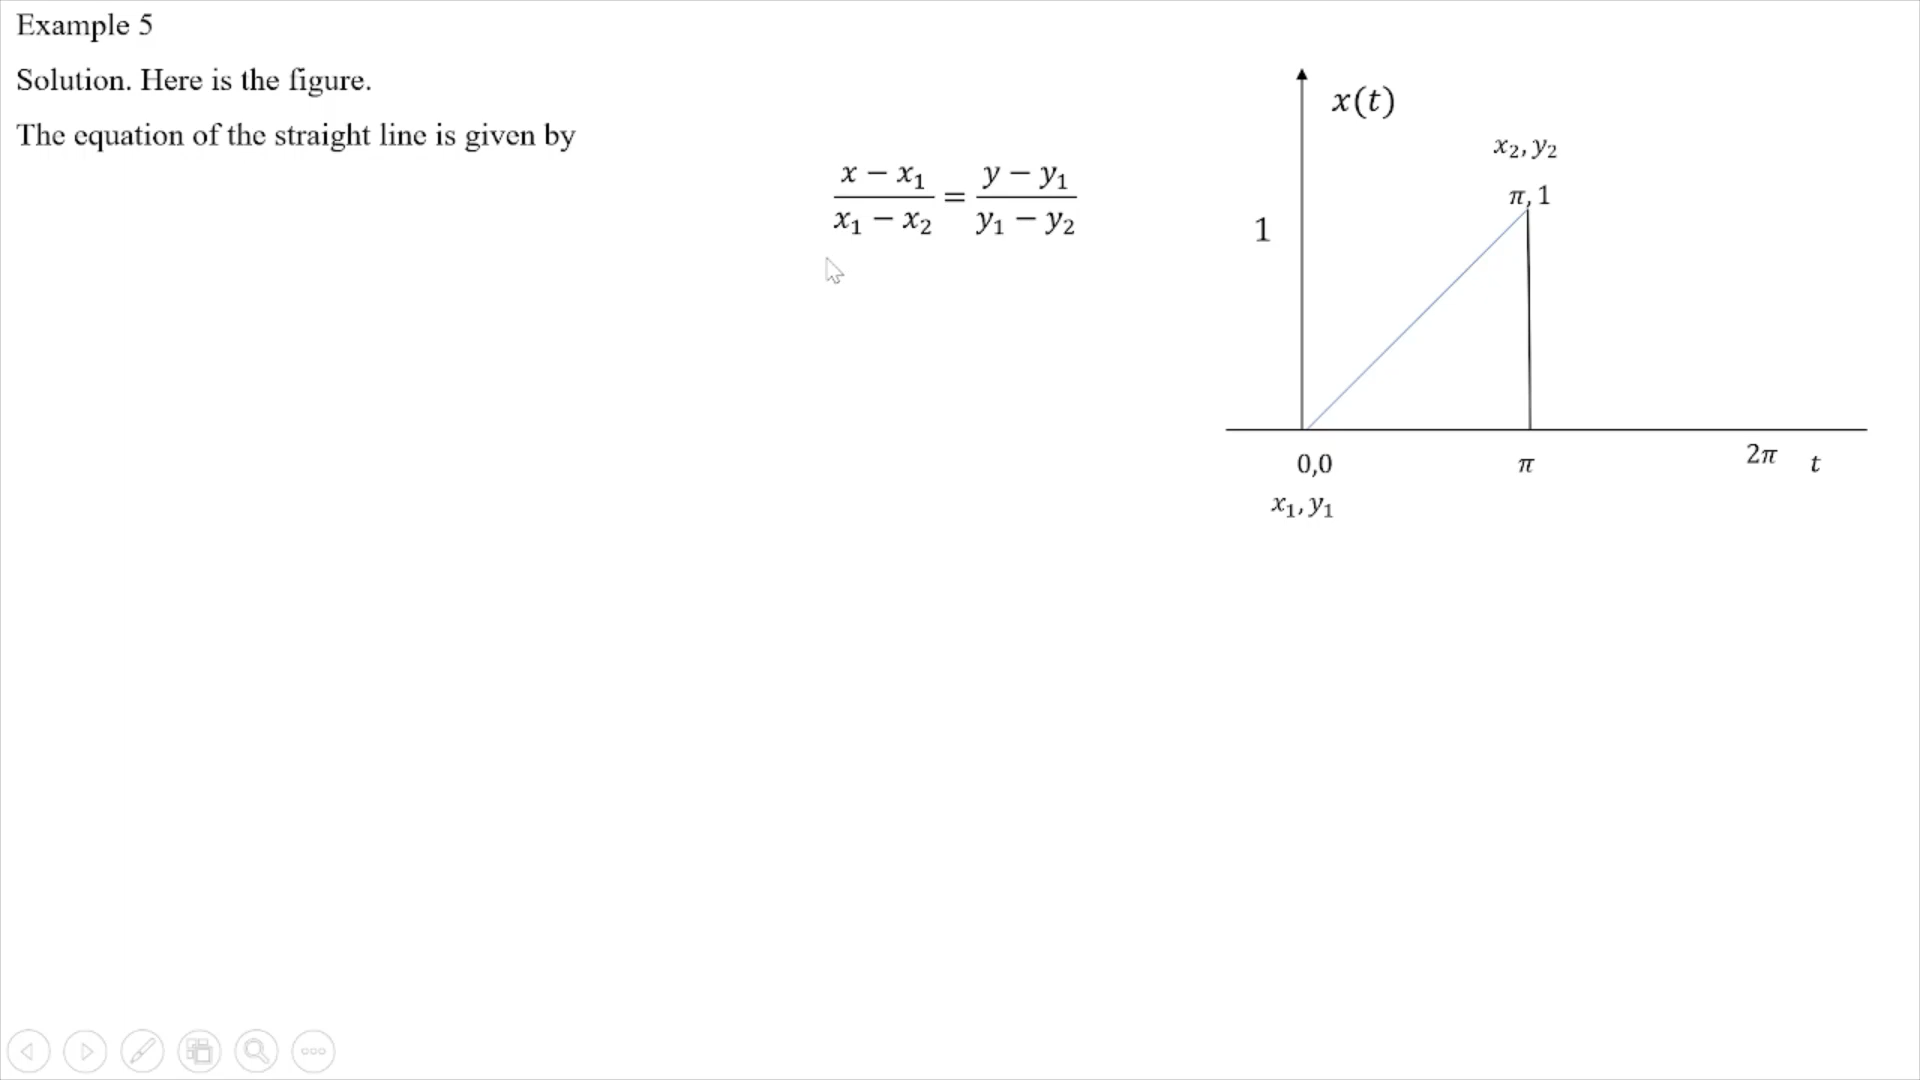 Example 5
Solution. Here is the figure.
The equation of the straight line is given by
x − x₁ / x₁ − x₂ = y − y₁ / y₁ − y₂
x(t)
x₂, y₂
π, 1
1
0,0
π
2π
t
x₁, y₁